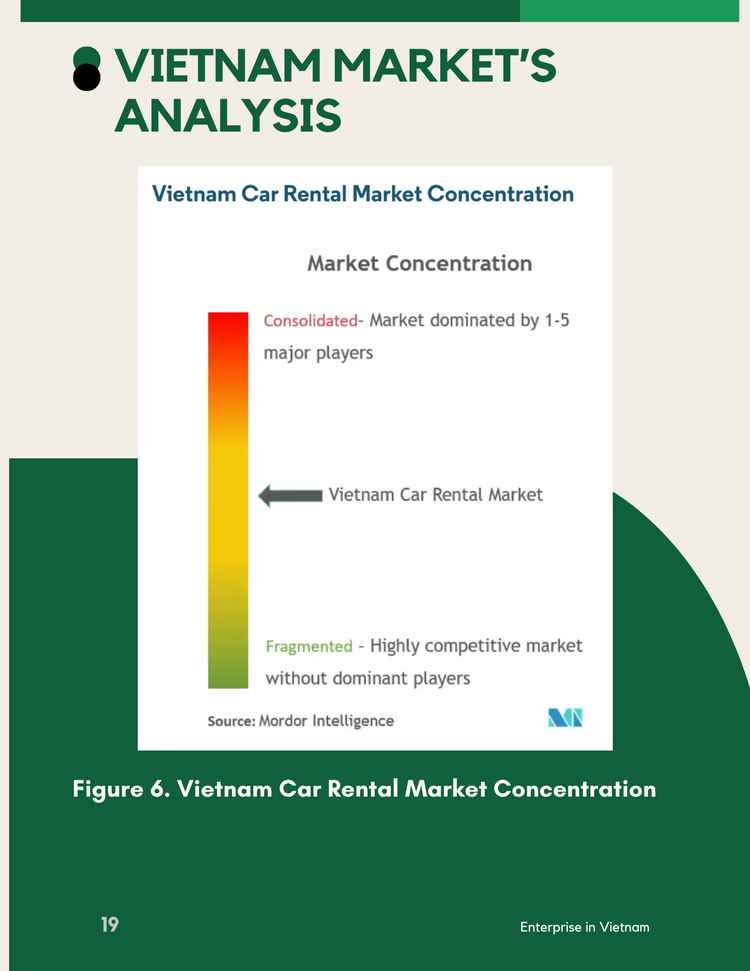 VIETNAM MARKET’S
ANALYSIS
Vietnam Car Rental Market Concentration
Market Concentration
Consolidated- Market dominated by 1-5
major players
Vietnam Car Rental Market
Fragmented - Highly competitive market
without dominant players
Source: Mordor Intelligence
Figure 6. Vietnam Car Rental Market Concentration
19
Enterprise in Vietnam